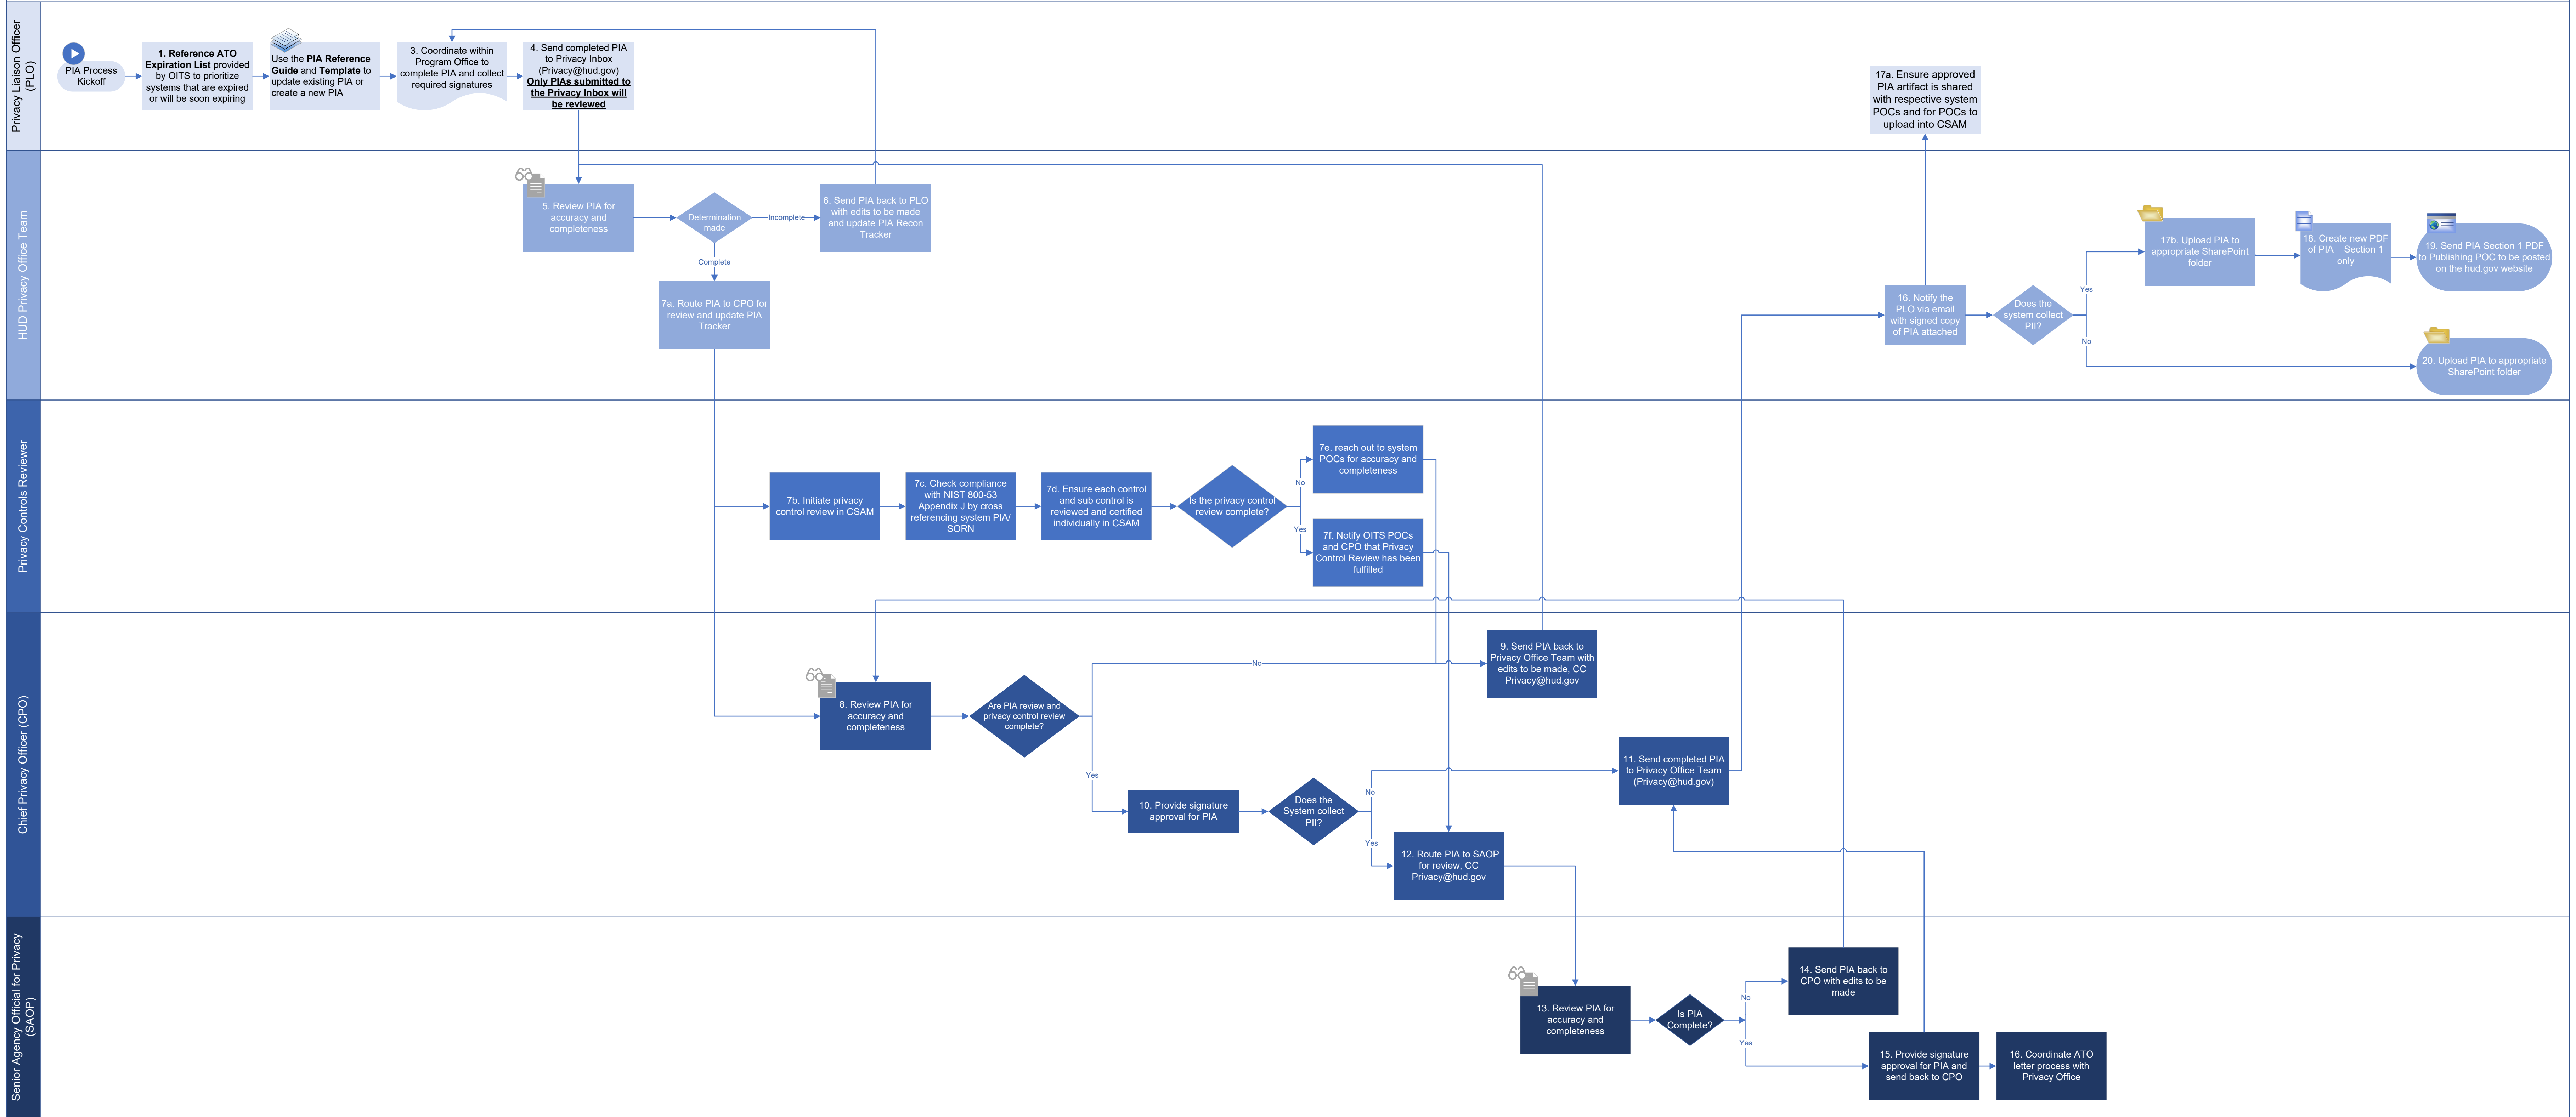 Privacy Liaison Officer
(PLO)
PIA Process
Kickoff
1. Reference ATO
Expiration List provided
by OITS to prioritize
systems that are expired
or will be soon expiring
Use the PIA Reference
Guide and Template to
update existing PIA or
create a new PIA
3. Coordinate within
Program Office to
complete PIA and collect
required signatures
4. Send completed PIA
to Privacy Inbox
(Privacy@hud.gov)
Only PIAs submitted to
the Privacy Inbox will
be reviewed
17a. Ensure approved
PIA artifact is shared
with respective system
POCs and for POCs to
upload into CSAM
HUD Privacy Office Team
5. Review PIA for
accuracy and
completeness
Determination
made
Incomplete
6. Send PIA back to PLO
with edits to be made
and update PIA Recon
Tracker
Complete
7a. Route PIA to CPO for
review and update PIA
Tracker
16. Notify the
PLO via email
with signed copy
of PIA attached
Does the
system collect
PII?
Yes
No
17b. Upload PIA to
appropriate SharePoint
folder
18. Create new PDF
of PIA – Section 1
only
19. Send PIA Section 1 PDF
to Publishing POC to be posted
on the hud.gov website
20. Upload PIA to appropriate
SharePoint folder
Privacy Controls Reviewer
7b. Initiate privacy
control review in CSAM
7c. Check compliance
with NIST 800-53
Appendix J by cross
referencing system PIA/
SORN
7d. Ensure each control
and sub control is
reviewed and certified
individually in CSAM
Is the privacy control
review complete?
No
Yes
7e. reach out to system
POCs for accuracy and
completeness
7f. Notify OITS POCs
and CPO that Privacy
Control Review has been
fulfilled
Chief Privacy Officer (CPO)
8. Review PIA for
accuracy and
completeness
Are PIA review and
privacy control review
complete?
No
Yes
9. Send PIA back to
Privacy Office Team with
edits to be made, CC
Privacy@hud.gov
10. Provide signature
approval for PIA
Does the
System collect
PII?
No
Yes
11. Send completed PIA
to Privacy Office Team
(Privacy@hud.gov)
12. Route PIA to SAOP
for review, CC
Privacy@hud.gov
Senior Agency Official for Privacy
(SAOP)
13. Review PIA for
accuracy and
completeness
Is PIA
Complete?
No
Yes
14. Send PIA back to
CPO with edits to be
made
15. Provide signature
approval for PIA and
send back to CPO
16. Coordinate ATO
letter process with
Privacy Office